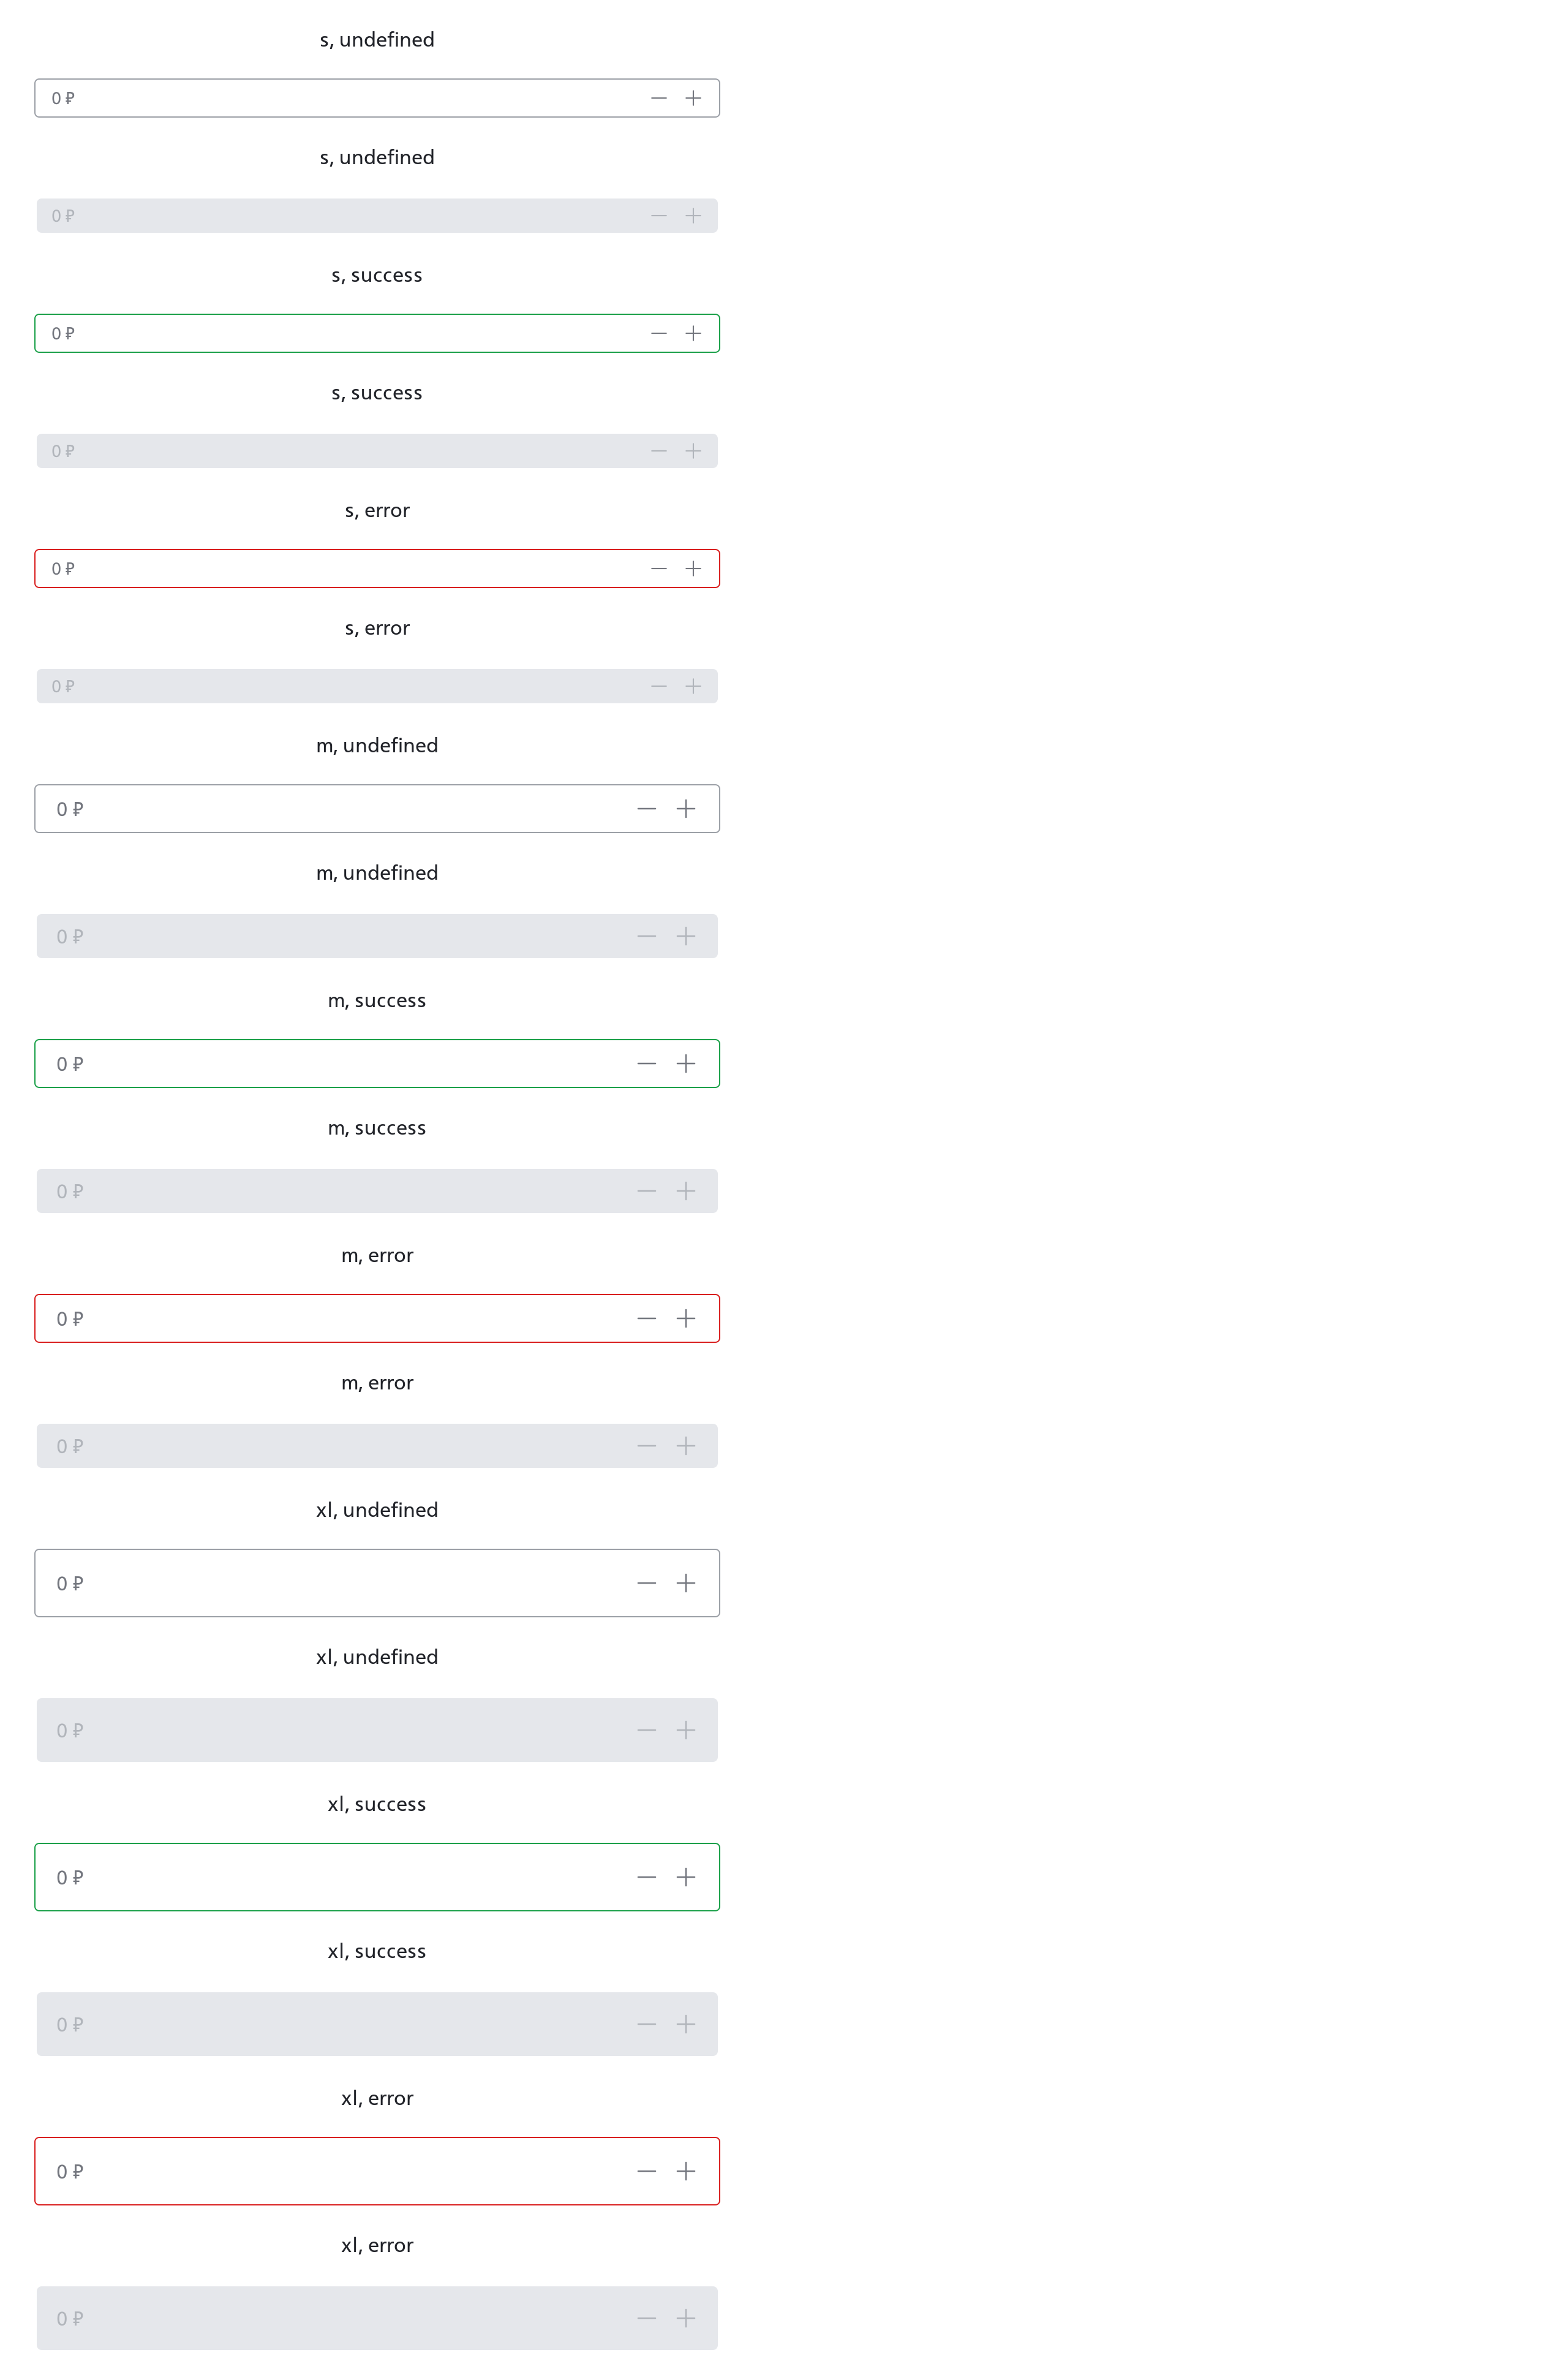 s, undefined
0 ₽
s, undefined
0 ₽
s, success
0 ₽
s, success
0 ₽
s, error
0 ₽
s, error
0 ₽
m, undefined
0 ₽
m, undefined
0 ₽
m, success
0 ₽
m, success
0 ₽
m, error
0 ₽
m, error
0 ₽
xl, undefined
0 ₽
xl, undefined
0 ₽
xl, success
0 ₽
xl, success
0 ₽
xl, error
0 ₽
xl, error
0 ₽